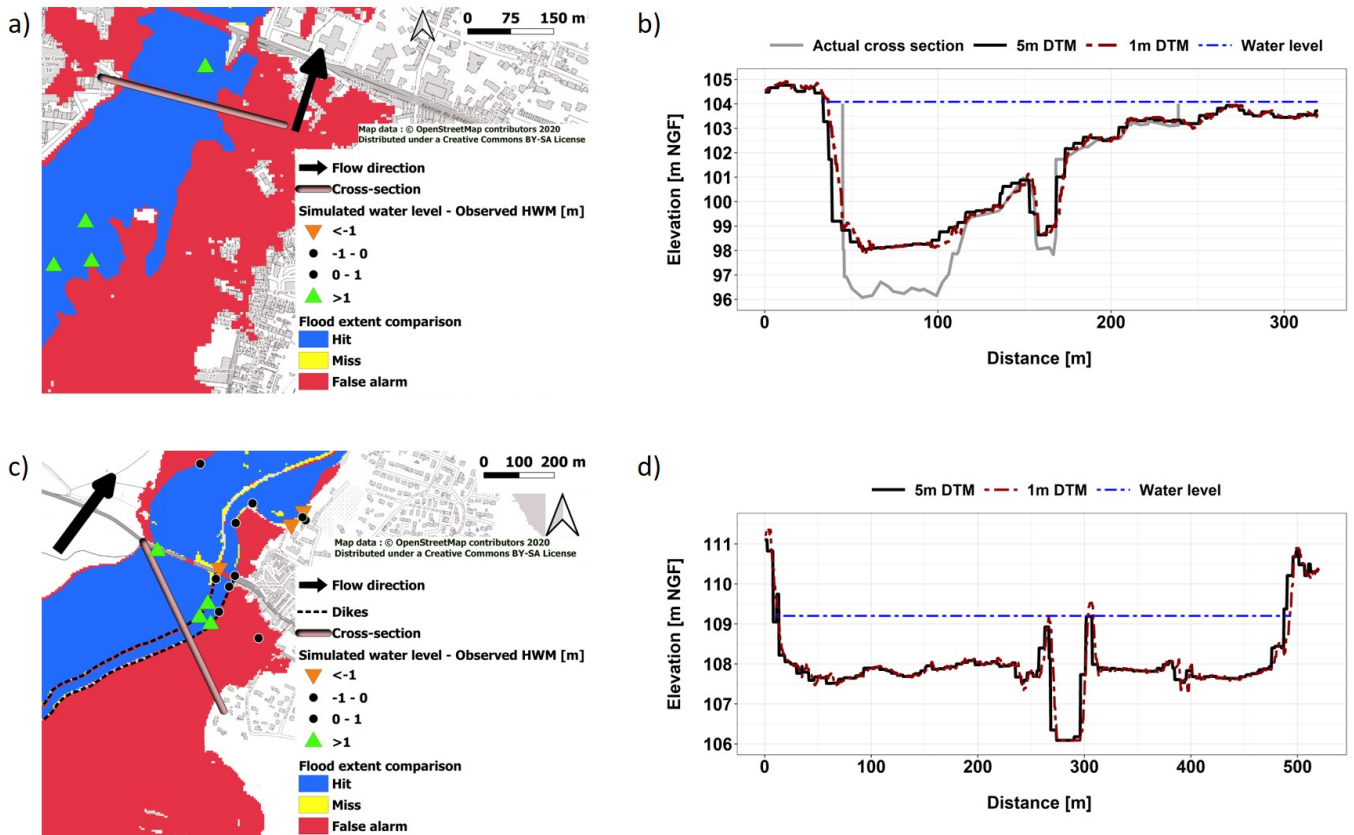 a)
0 75 150 m
Map data : © OpenStreetMap contributors 2020
Distributed under a Creative Commons BY-SA License
Flow direction
Cross-section
Simulated water level - Observed HWM [m]
<-1
-1 - 0
0 - 1
>1
Flood extent comparison
Hit
Miss
False alarm
b)
Actual cross section 5m DTM 1m DTM Water level
Elevation [m NGF]
105
104
103
102
101
100
99
98
97
96
0 100 200 300
Distance [m]
c)
0 100 200 m
Map data : © OpenStreetMap contributors 2020
Distributed under a Creative Commons BY-SA License
Flow direction
Dikes
Cross-section
Simulated water level - Observed HWM [m]
<-1
-1 - 0
0 - 1
>1
Flood extent comparison
Hit
Miss
False alarm
d)
5m DTM 1m DTM Water level
Elevation [m NGF]
111
110
109
108
107
106
0 100 200 300 400 500
Distance [m]